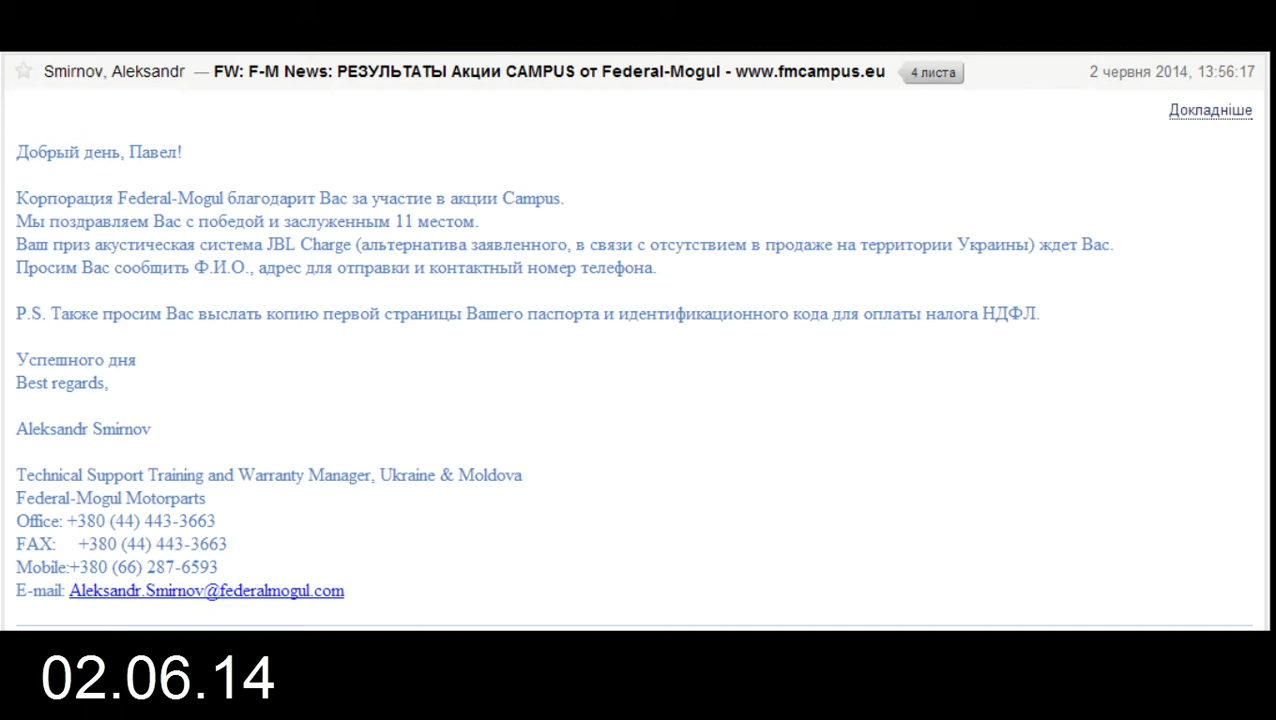 Smirnov, Aleksandr — FW: F-M News: РЕЗУЛЬТАТЫ Акции CAMPUS от Federal-Mogul - www.fmcampus.eu 4 листа 2 червня 2014, 13:56:17
Докладніше
Добрый день, Павел!
Корпорация Federal-Mogul благодарит Вас за участие в акции Campus.
Мы поздравляем Вас с победой и заслуженным 11 местом.
Ваш приз акустическая система JBL Charge (альтернатива заявленного, в связи с отсутствием в продаже на территории Украины) ждет Вас.
Просим Вас сообщить Ф.И.О., адрес для отправки и контактный номер телефона.
P.S. Также просим Вас выслать копию первой страницы Вашего паспорта и идентификационного кода для оплаты налога НДФЛ.
Успешного дня
Best regards,
Aleksandr Smirnov
Technical Support Training and Warranty Manager, Ukraine & Moldova
Federal-Mogul Motorparts
Office: +380 (44) 443-3663
FAX: +380 (44) 443-3663
Mobile:+380 (66) 287-6593
E-mail: Aleksandr.Smirnov@federalmogul.com
02.06.14